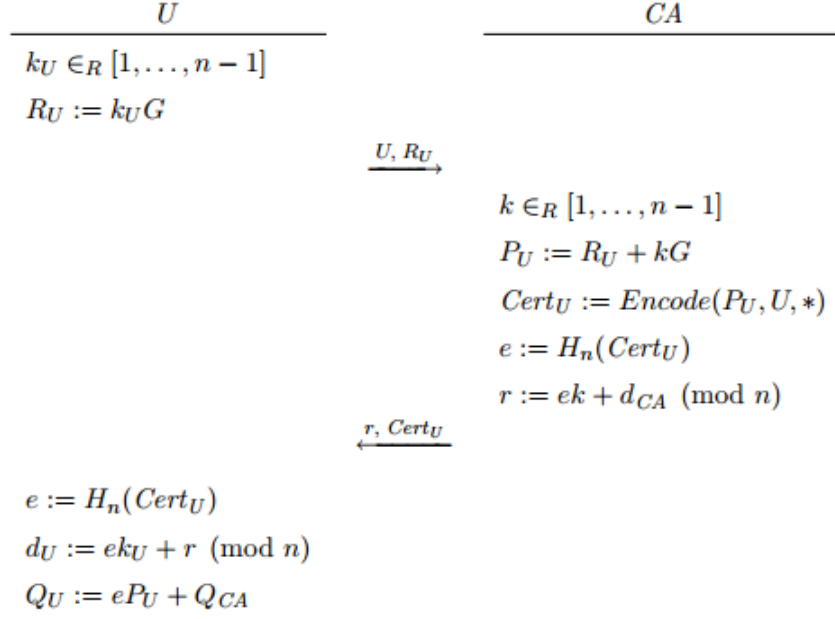 U CA
k_U ∈_R [1, . . . , n − 1]
R_U := k_U G
U, R_U
k ∈_R [1, . . . , n − 1]
P_U := R_U + kG
Cert_U := Encode(P_U, U, *)
e := H_n(Cert_U)
r := ek + d_CA (mod n)
r, Cert_U
e := H_n(Cert_U)
d_U := ek_U + r (mod n)
Q_U := eP_U + Q_CA